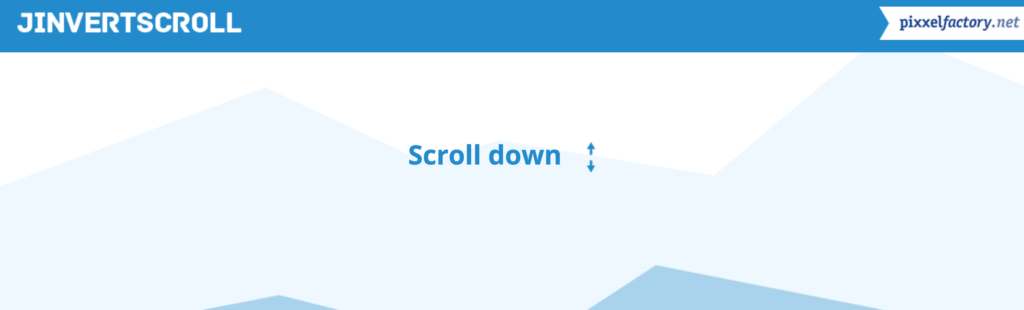 JINVERTSCROLL
pixxelfactory.net
Scroll down